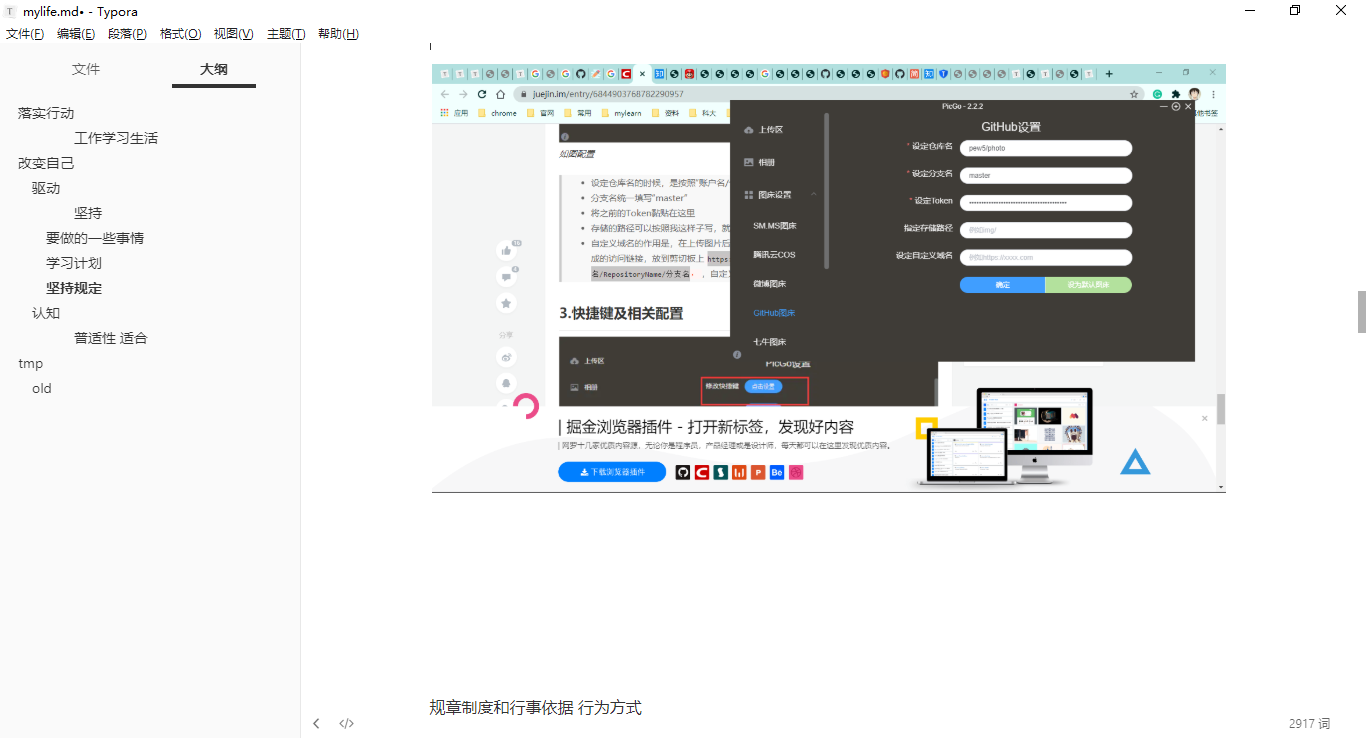 mylife.md• - Typora
文件(F) 编辑(E) 段落(P) 格式(O) 视图(V) 主题(T) 帮助(H)
文件 大纲
落实行动
工作学习生活
改变自己
驱动
坚持
要做的一些事情
学习计划
坚持规定
认知
普适性 适合
tmp
old
juejin.im/entry/6844903768782290957
应用 chrome 官网 常用 mylearn 资料 科大
他书签
如图配置
设定仓库名的时候，是按照"账户名/
分支名统一填写"master"
将之前的Token黏贴在这里
存储的路径可以按照我这样子写，就
自定义域名的作用是，在上传图片后
成的访问链接，放到剪切板上 https
名/RepositoryName/分支名 ，自定义
分享
3.快捷键及相关配置
上传区
相册
PicGo设置
修改快捷键 点击设置
PicGo - 2.2.2
上传区
相册
图床设置
SM.MS图床
腾讯云COS
微博图床
GitHub图床
七牛图床
GitHub设置
* 设定仓库名 pew5/photo
* 设定分支名 master
* 设定Token
指定存储路径 例如img/
设定自定义域名 例如https://xxxx.com
确定 设为默认图床
| 掘金浏览器插件 - 打开新标签，发现好内容
| 网罗十几家优质内容源，无论你是程序员、产品经理或是设计师，每天都可以在这里发现优质内容。
下载浏览器插件
规章制度和行事依据 行为方式
</> 2917 词